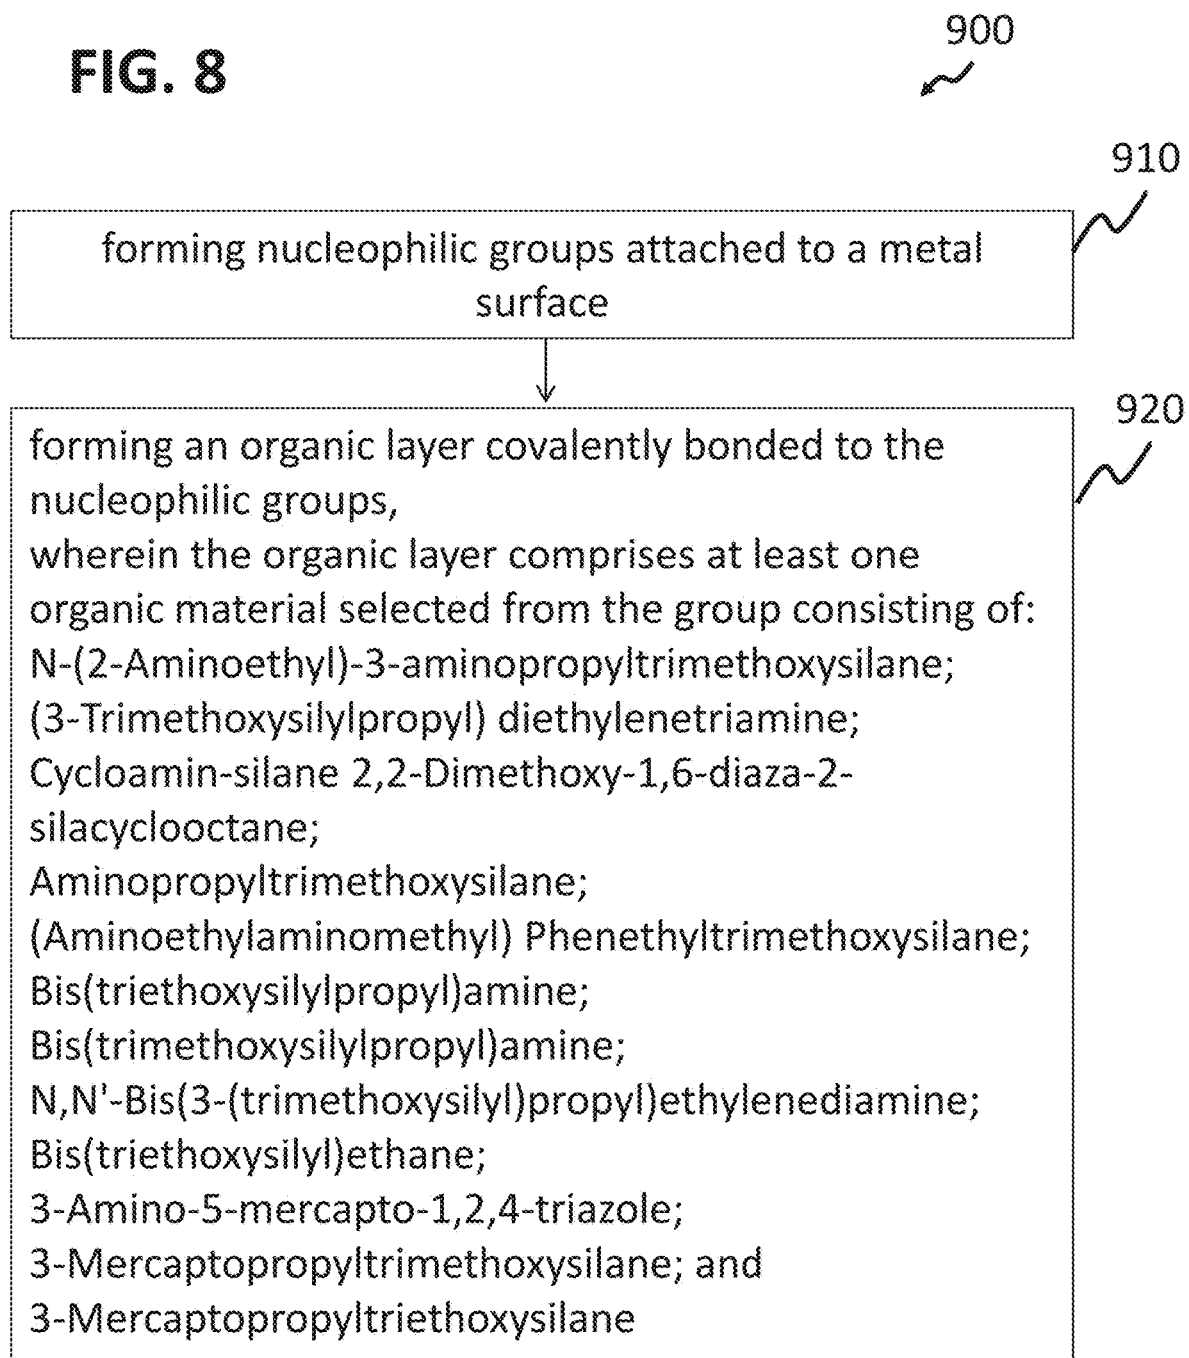 FIG. 8
900
910
forming nucleophilic groups attached to a metal
surface
920
forming an organic layer covalently bonded to the
nucleophilic groups,
wherein the organic layer comprises at least one
organic material selected from the group consisting of:
N-(2-Aminoethyl)-3-aminopropyltrimethoxysilane;
(3-Trimethoxysilylpropyl) diethylenetriamine;
Cycloamin-silane 2,2-Dimethoxy-1,6-diaza-2-
silacyclooctane;
Aminopropyltrimethoxysilane;
(Aminoethylaminomethyl) Phenethyltrimethoxysilane;
Bis(triethoxysilylpropyl)amine;
Bis(trimethoxysilylpropyl)amine;
N,N'-Bis(3-(trimethoxysilyl)propyl)ethylenediamine;
Bis(triethoxysilyl)ethane;
3-Amino-5-mercapto-1,2,4-triazole;
3-Mercaptopropyltrimethoxysilane; and
3-Mercaptopropyltriethoxysilane